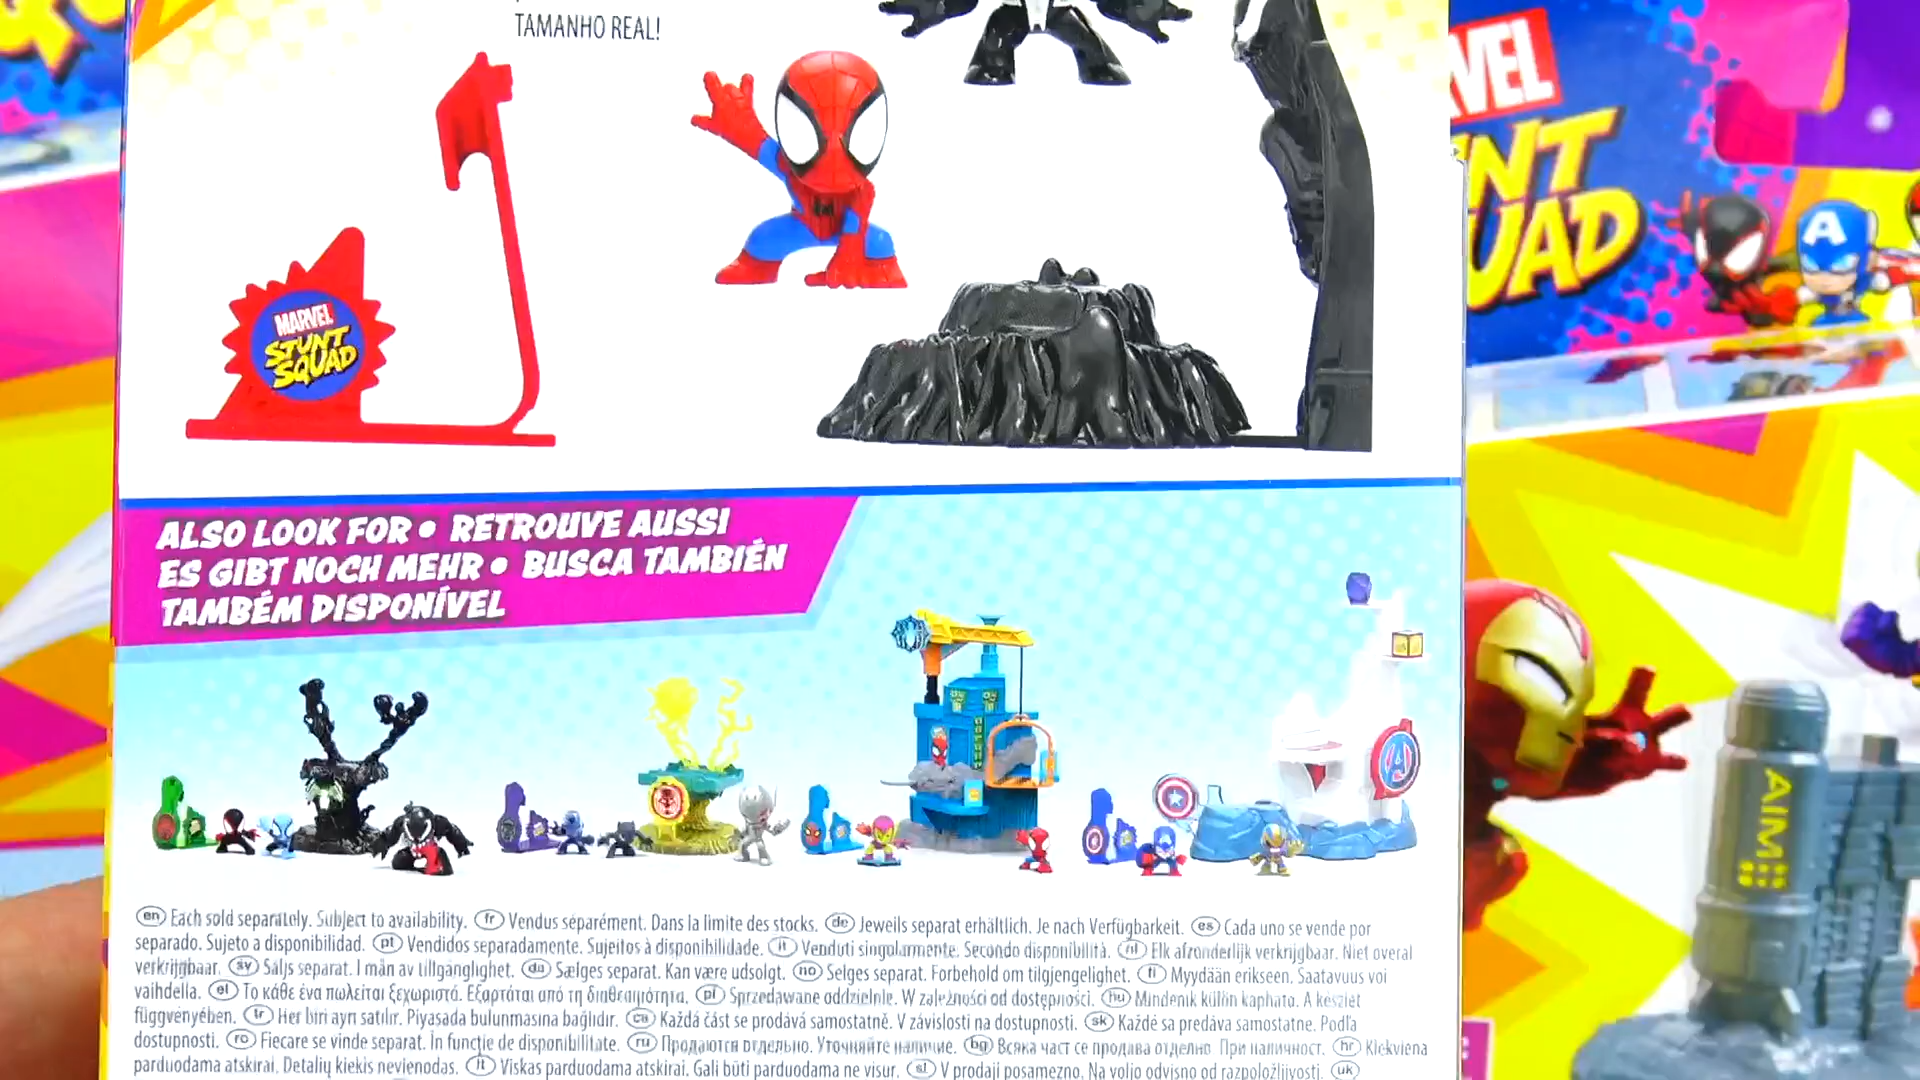 TAMANHO REAL!
MARVEL
STUNT
SQUAD
VEL
NT
UAD
A
ALSO LOOK FOR • RETROUVE AUSSI
ES GIBT NOCH MEHR • BUSCA TAMBIÉN
TAMBÉM DISPONÍVEL
AIM
en Each sold separately. Subject to availability. fr Vendus séparément. Dans la limite des stocks. de Jeweils separat erhältlich. Je nach Verfügbarkeit. es Cada uno se vende por
separado. Sujeto a disponibilidad. pt Vendidos separadamente. Sujeitos à disponibilidade. it Venduti singolarmente. Secondo disponibilità. nl Elk afzonderlijk verkrijgbaar. Niet overal
verkrijgbaar. sv Säljs separat. I mån av tillgänglighet. da Sælges separat. Kan være udsolgt. no Selges separat. Forbehold om tilgjengelighet. fi Myydään erikseen. Saatavuus voi
vaihdella. el Το κάθε ένα πωλείται ξεχωριστά. Εξαρτάται από τη διαθεσιμότητα. pl Sprzedawane oddzielnie. W zależności od dostępności. hu Mindenik külön kapható. A készlet
függvényében. tr Her biri ayrı satılır. Piyasada bulunmasına bağlıdır. cs Každá část se prodává samostatně. V závislosti na dostupnosti. sk Každé sa predáva samostatne. Podľa
dostupnosti. ro Fiecare se vinde separat. În funcție de disponibilitate. ru Продаются отдельно. Уточняйте наличие. bg Всяка част се продава отделно. При наличност. hr Kiekviena
parduodama atskirai. Detalių kiekis nevienodas. lt Viskas parduodama atskirai. Gali būti parduodama ne visur. sl V prodaji posamezno. Na voljo odvisno od razpoložljivosti. uk